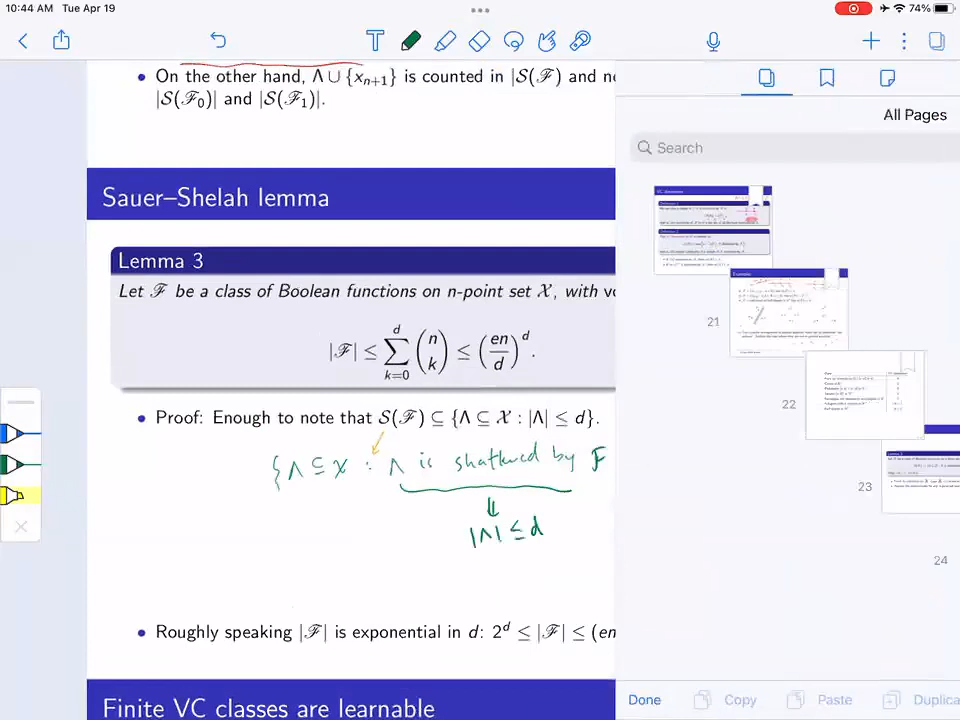 10:44 AM Tue Apr 19
74%
All Pages
Search
• On the other hand, Λ ∪ {xₙ₊₁} is counted in |𝒮(ℱ) and
|𝒮(ℱ₀)| and |𝒮(ℱ₁)|.
Sauer–Shelah lemma
Lemma 3
Let ℱ be a class of Boolean functions on n-point set 𝒳, with
|ℱ| ≤ ∑_{k=0}^{d} (n choose k) ≤ (en/d)^d.
• Proof: Enough to note that 𝒮(ℱ) ⊆ {Λ ⊆ 𝒳 : |Λ| ≤ d}.
{Λ ⊆ X : Λ is shattered by F
⇓
|Λ| ≤ d
• Roughly speaking |ℱ| is exponential in d: 2^d ≤ |ℱ| ≤ (en
Finite VC classes are learnable
21
22
23
24
Done
Copy
Paste
Duplica